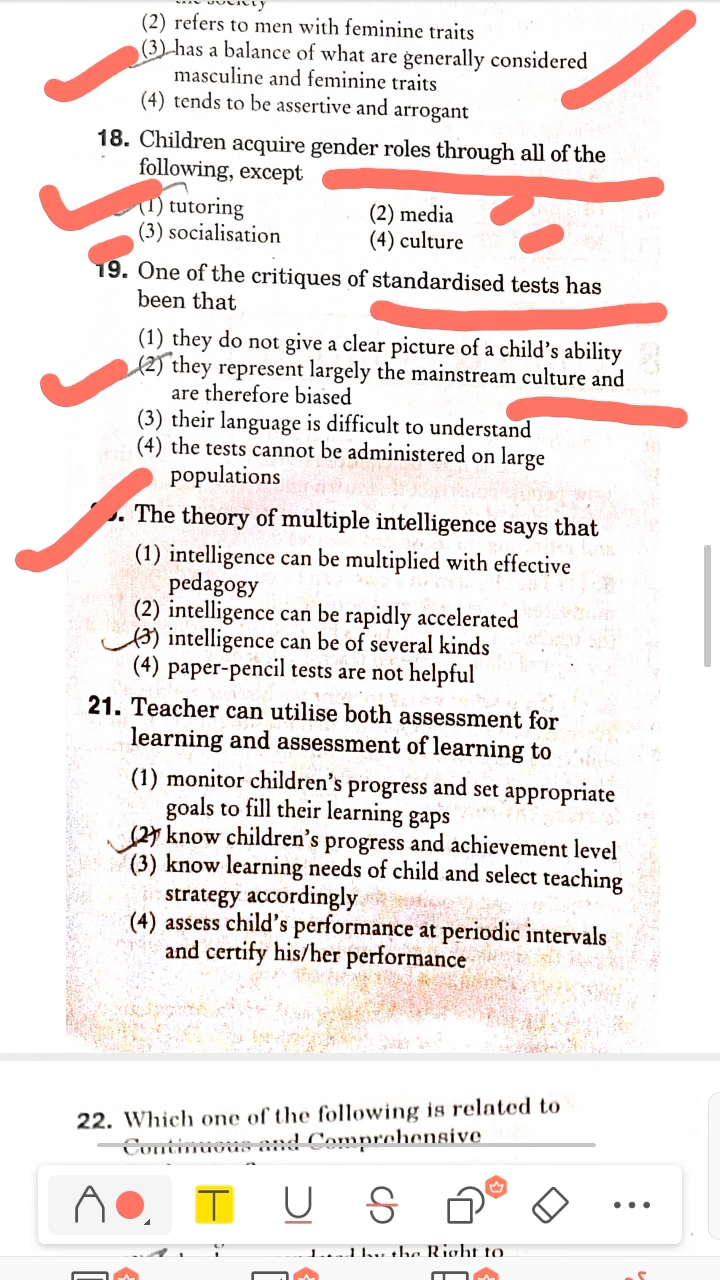 (2) refers to men with feminine traits
(3) has a balance of what are generally considered
masculine and feminine traits
(4) tends to be assertive and arrogant
18. Children acquire gender roles through all of the
following, except
(1) tutoring (2) media
(3) socialisation (4) culture
19. One of the critiques of standardised tests has
been that
(1) they do not give a clear picture of a child's ability
(2) they represent largely the mainstream culture and
are therefore biased
(3) their language is difficult to understand
(4) the tests cannot be administered on large
populations
The theory of multiple intelligence says that
(1) intelligence can be multiplied with effective
pedagogy
(2) intelligence can be rapidly accelerated
(3) intelligence can be of several kinds
(4) paper-pencil tests are not helpful
21. Teacher can utilise both assessment for
learning and assessment of learning to
(1) monitor children's progress and set appropriate
goals to fill their learning gaps
(2) know children's progress and achievement level
(3) know learning needs of child and select teaching
strategy accordingly
(4) assess child's performance at periodic intervals
and certify his/her performance
22. Which one of the following is related to
Continuous and Comprehensive
T U S
by the Right to